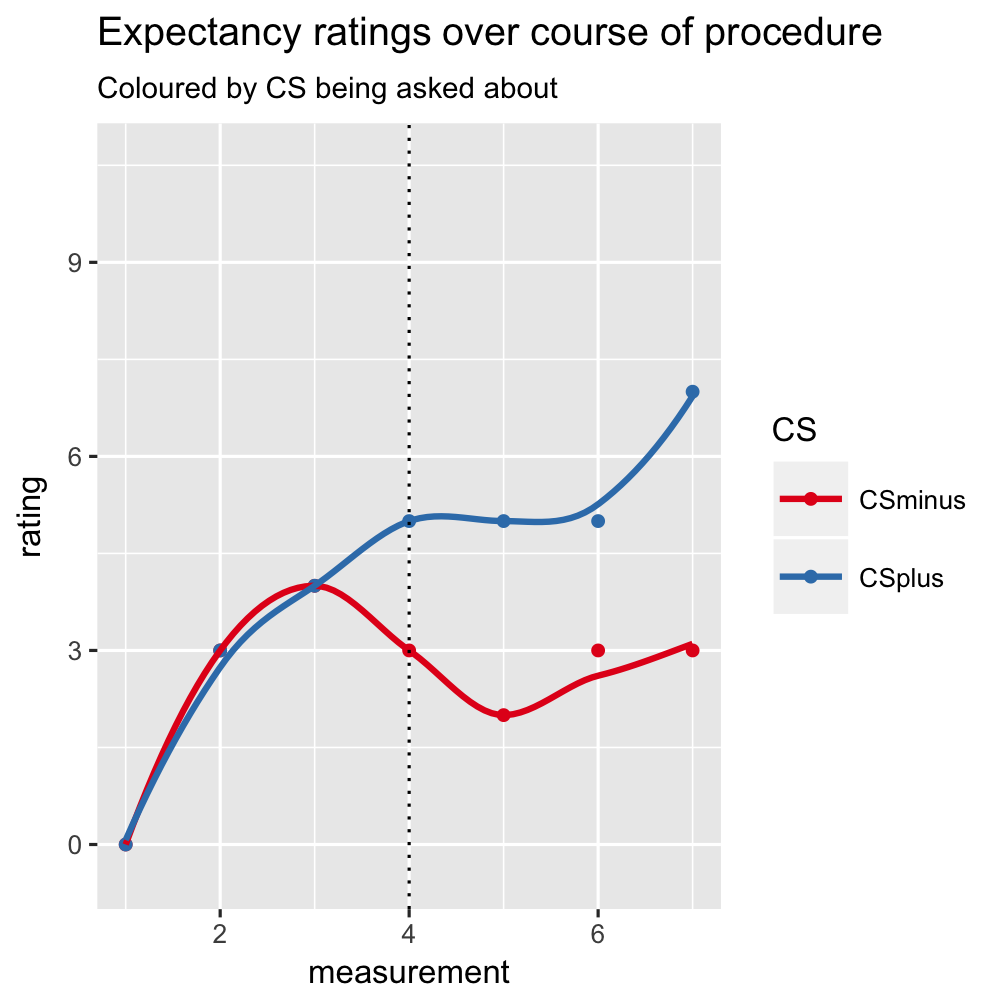 Expectancy ratings over course of procedure
Coloured by CS being asked about
9
6
3
0
rating
2 4 6
measurement
CS
CSminus
CSplus